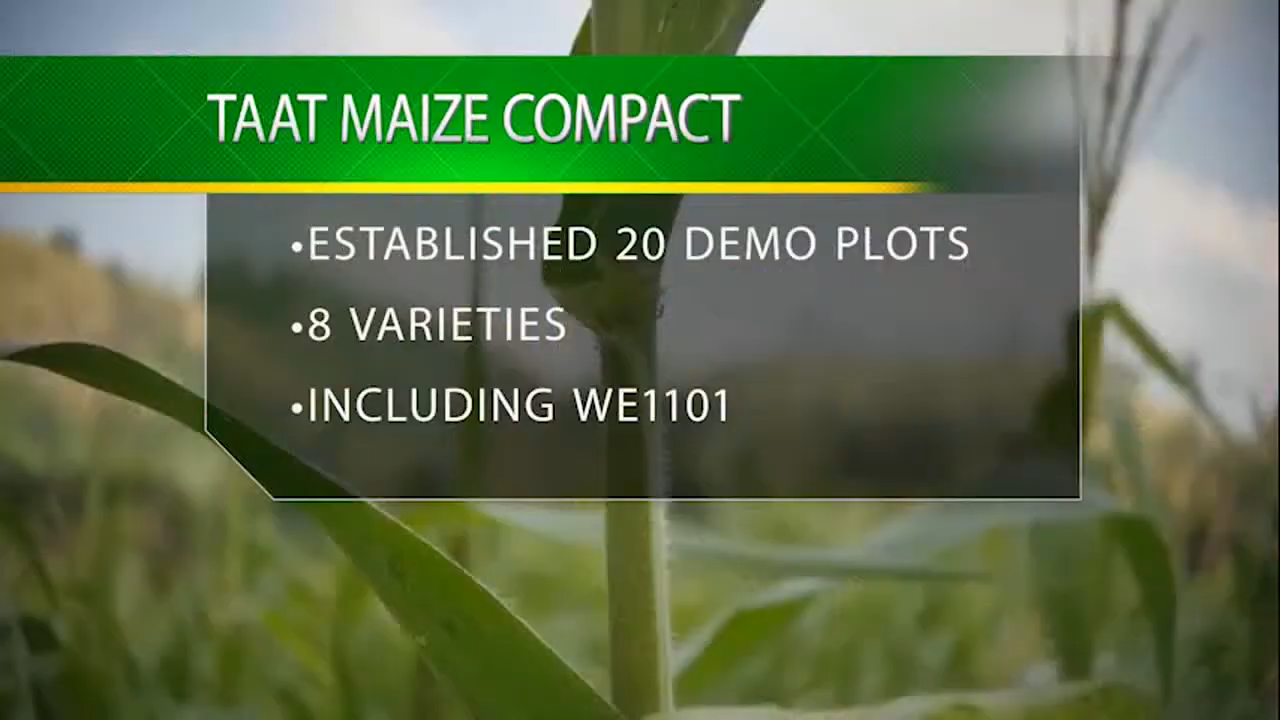 TAAT MAIZE COMPACT
•ESTABLISHED 20 DEMO PLOTS
•8 VARIETIES
•INCLUDING WE1101